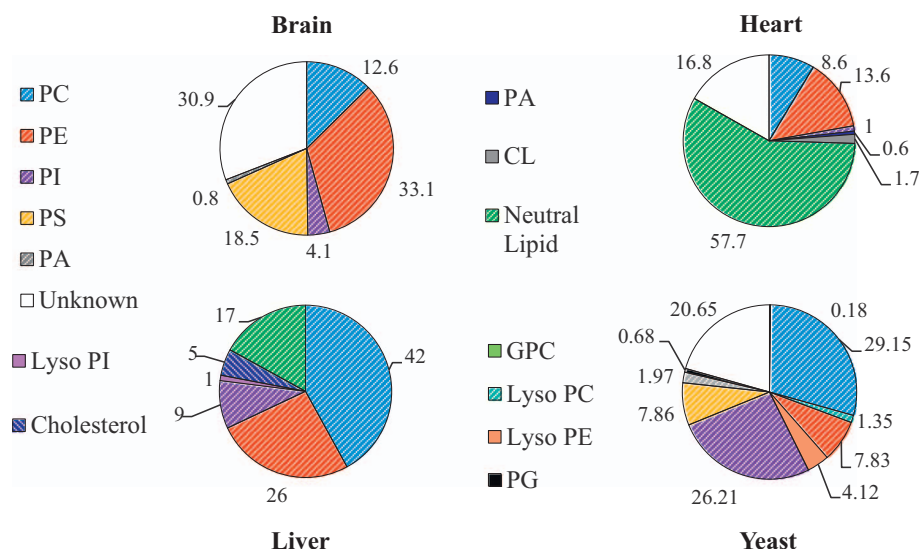 Brain
Heart
PC
PE
PI
PS
PA
Unknown
30.9
12.6
33.1
4.1
18.5
0.8
PA
CL
Neutral
Lipid
16.8
8.6
13.6
1
0.6
1.7
57.7
Lyso PI
Cholesterol
17
5
1
9
26
42
GPC
Lyso PC
Lyso PE
PG
20.65
0.68
1.97
7.86
26.21
0.18
29.15
1.35
7.83
4.12
Liver
Yeast